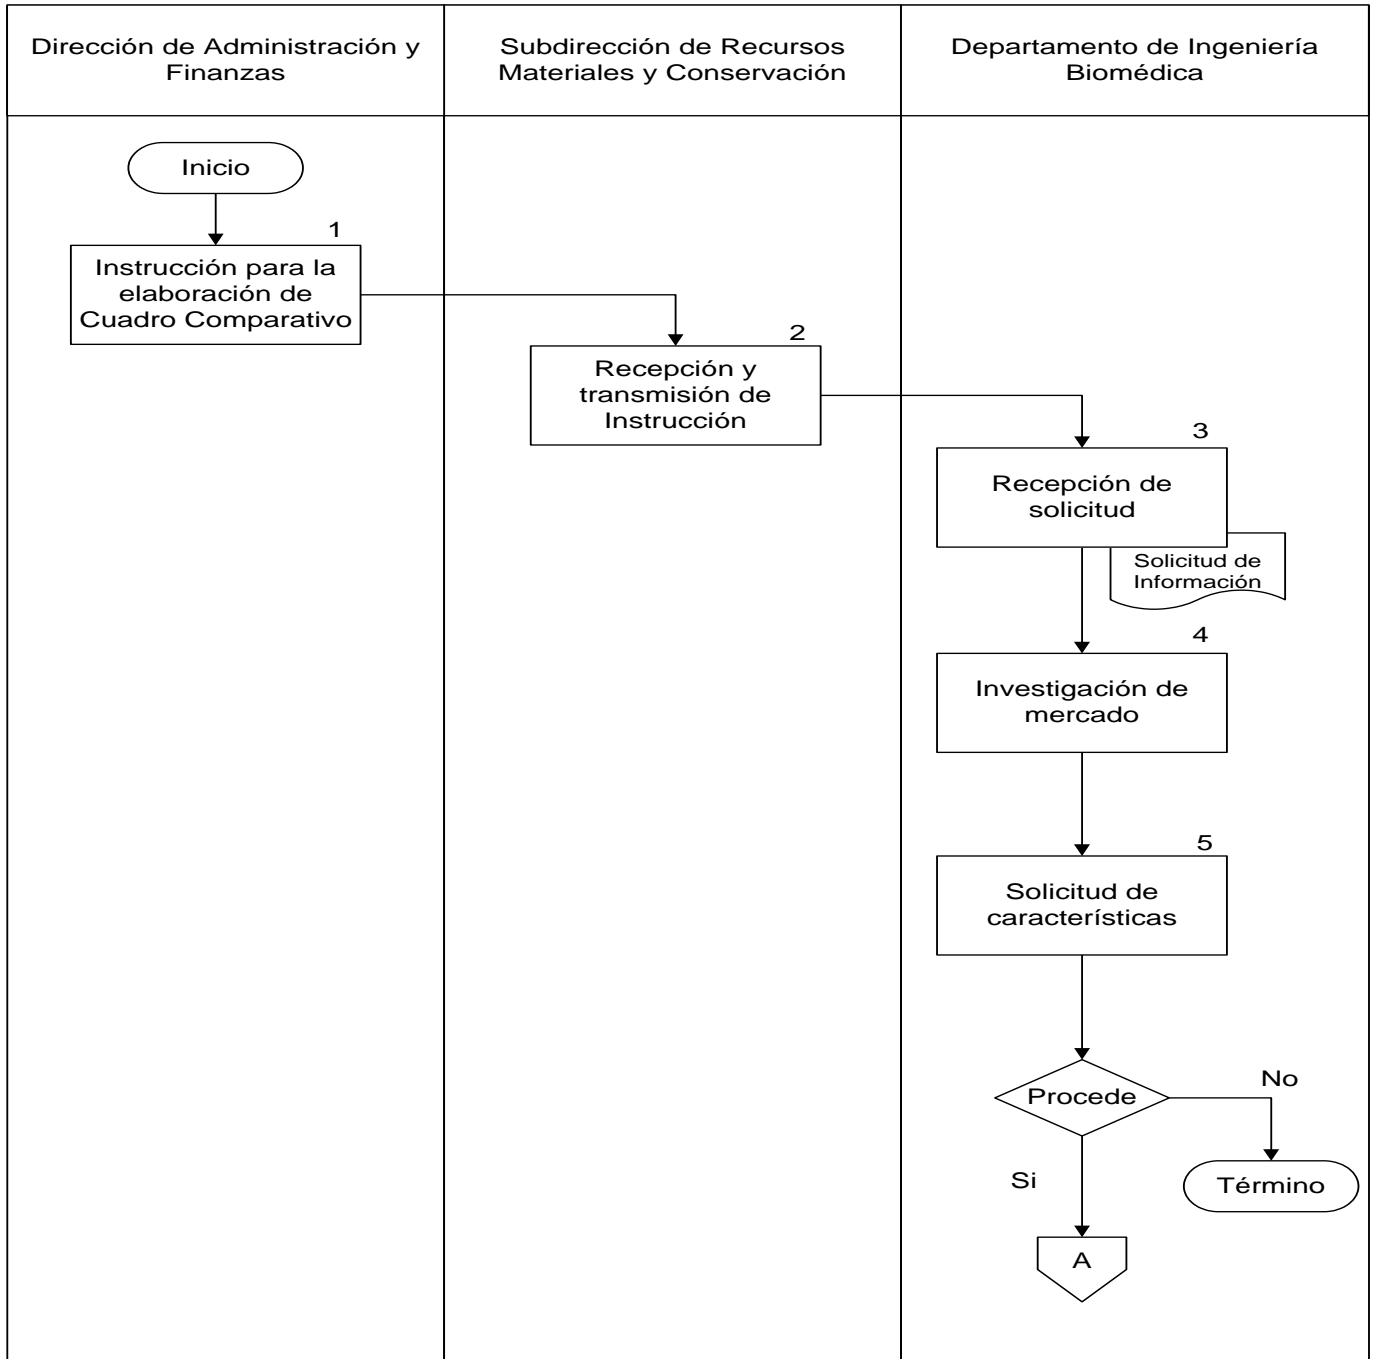 Dirección de Administración y
Finanzas
Subdirección de Recursos
Materiales y Conservación
Departamento de Ingeniería
Biomédica
Inicio
1
Instrucción para la
elaboración de
Cuadro Comparativo
2
Recepción y
transmisión de
Instrucción
3
Recepción de
solicitud
Solicitud de
Información
4
Investigación de
mercado
5
Solicitud de
características
Procede
No
Si
Término
A